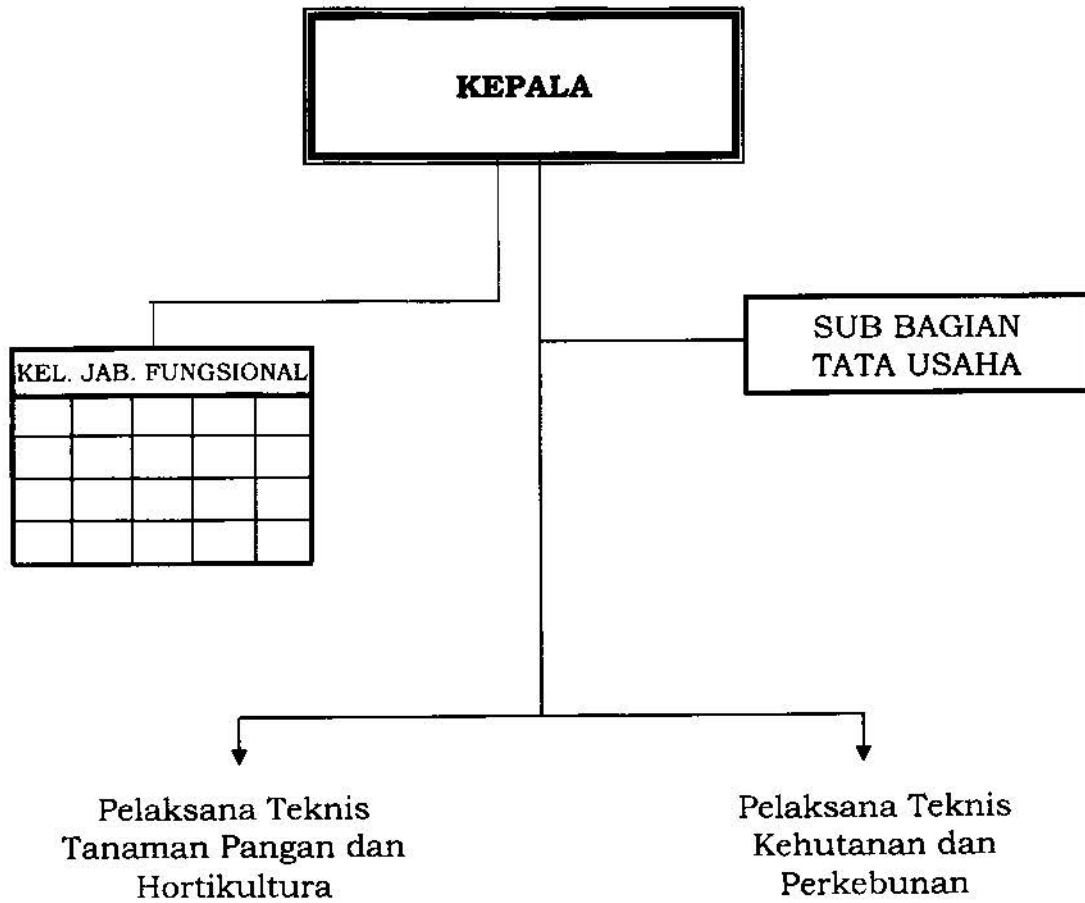 KEPALA
SUB BAGIAN
TATA USAHA
KEL. JAB. FUNGSIONAL
Pelaksana Teknis
Tanaman Pangan dan
Hortikultura
Pelaksana Teknis
Kehutanan dan
Perkebunan